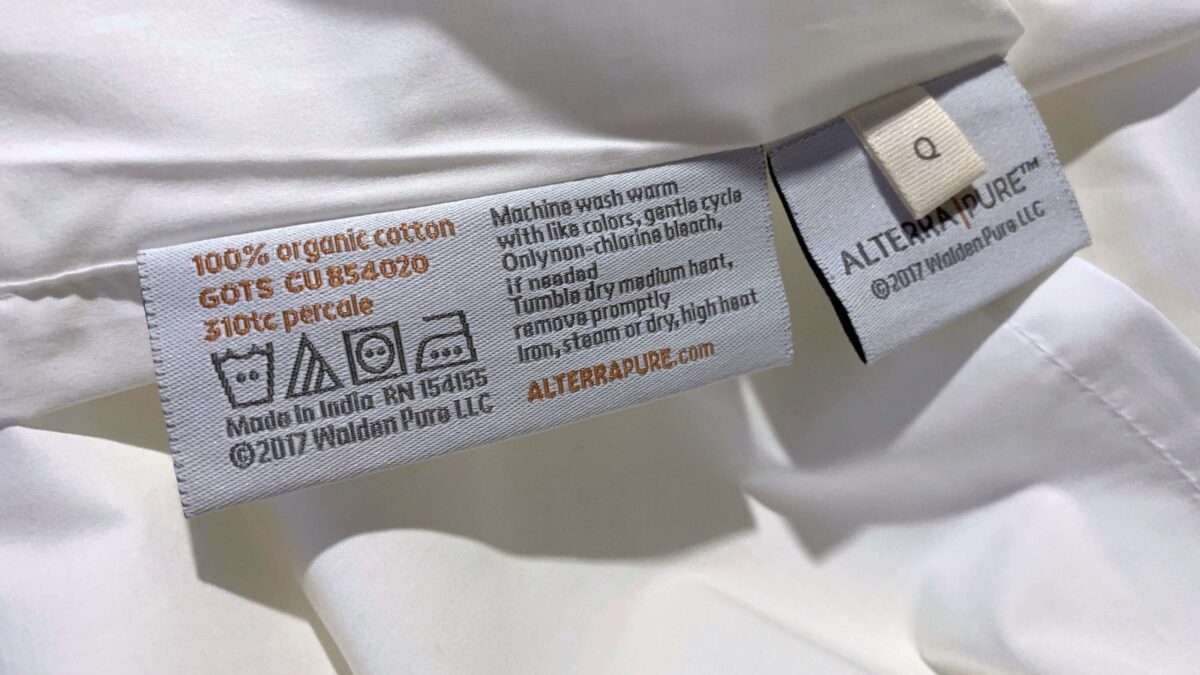 100% organic cotton
GOTS CU 854020
310tc percale
Made in India RN 154155
©2017 Walden Pure LLC
Machine wash warm
with like colors, gentle cycle
Only non-chlorine bleach,
if needed
Tumble dry medium heat,
remove promptly
Iron, steam or dry, high heat
ALTERRAPURE.com
Q
ALTERRA|PURE™
©2017 Walden Pure LLC